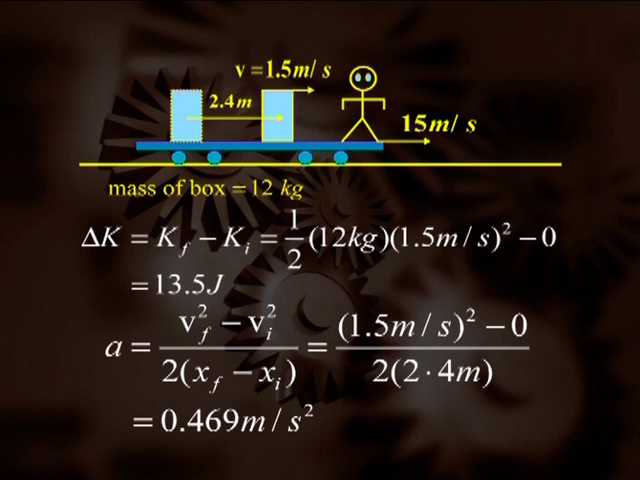 v = 1.5m/s
2.4m
15m/s
mass of box = 12 kg
ΔK = K_f − K_i = 1/2 (12kg)(1.5m/s)² − 0
= 13.5J
a = (v_f² − v_i²) / 2(x_f − x_i) = ((1.5m/s)² − 0) / 2(2·4m)
= 0.469m/s²